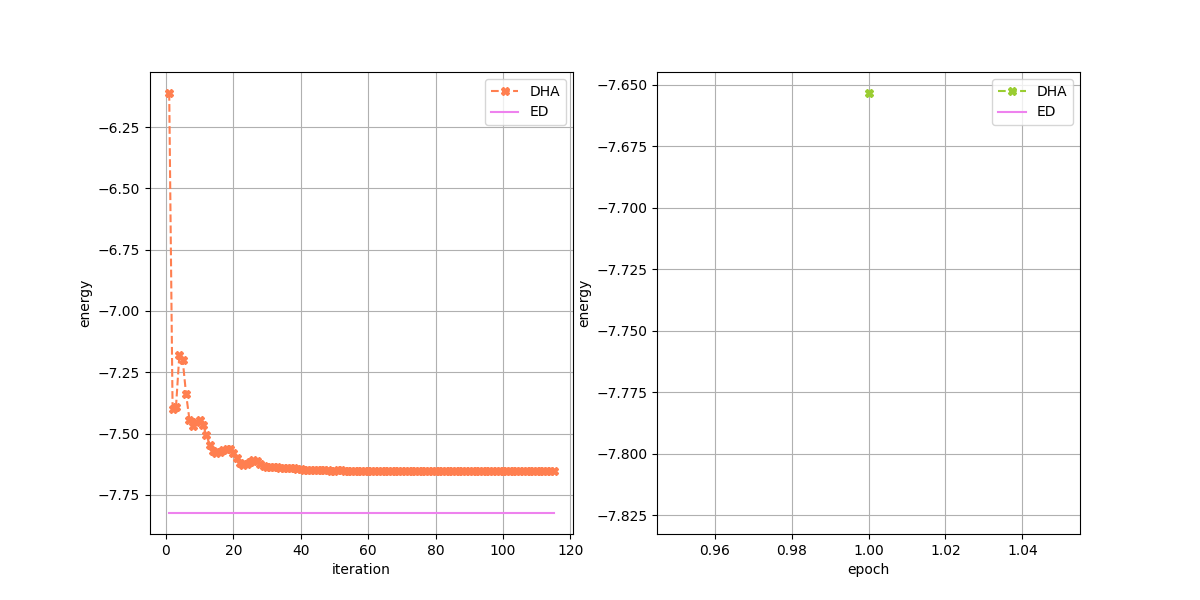 DHA
ED
−6.25
−6.50
−6.75
−7.00
−7.25
−7.50
−7.75
energy
0 20 40 60 80 100 120
iteration
DHA
ED
−7.650
−7.675
−7.700
−7.725
−7.750
−7.775
−7.800
−7.825
energy
0.96 0.98 1.00 1.02 1.04
epoch